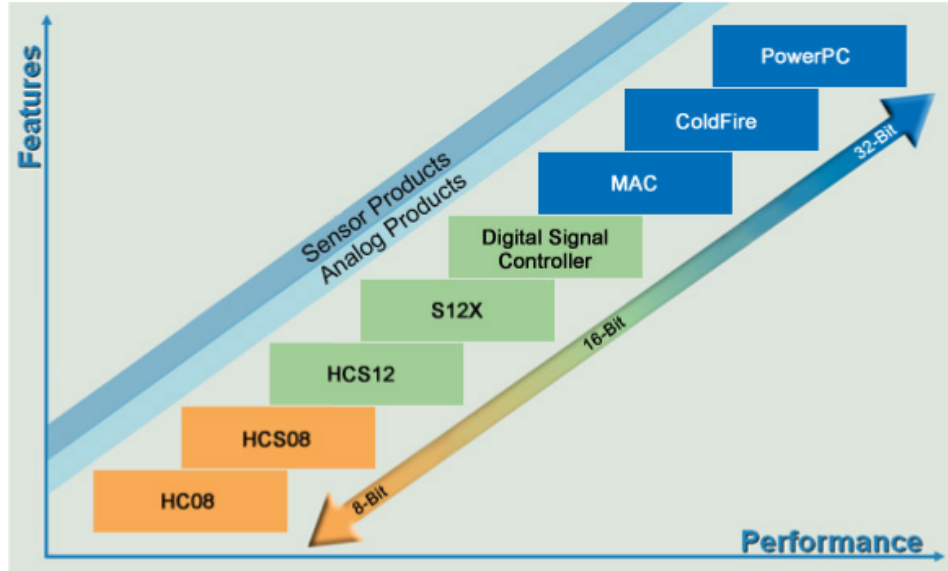 Features
PowerPC
ColdFire
MAC
Digital Signal
Controller
S12X
HCS12
HCS08
HC08
Sensor Products
Analog Products
32-Bit
16-Bit
8-Bit
Performance